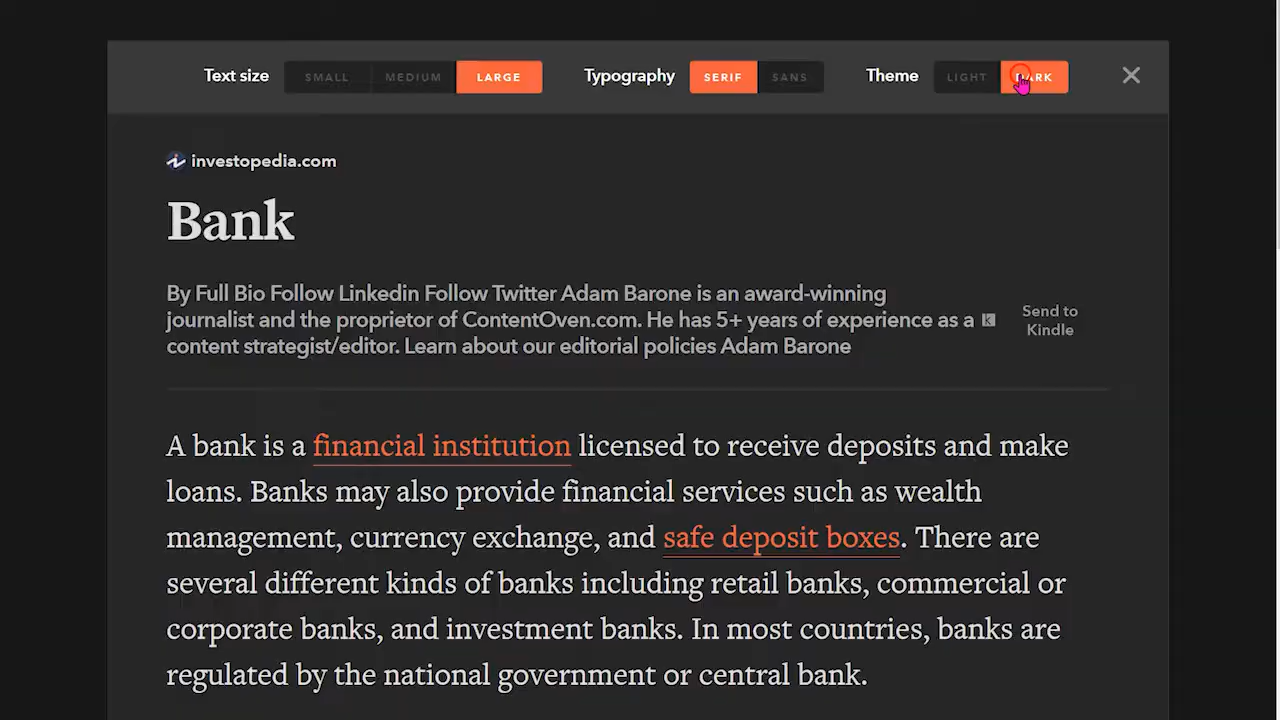 Text size SMALL MEDIUM LARGE Typography SERIF SANS Theme LIGHT DARK
investopedia.com
Bank
By Full Bio Follow Linkedin Follow Twitter Adam Barone is an award-winning
journalist and the proprietor of ContentOven.com. He has 5+ years of experience as a
content strategist/editor. Learn about our editorial policies Adam Barone
Send to
Kindle
A bank is a financial institution licensed to receive deposits and make
loans. Banks may also provide financial services such as wealth
management, currency exchange, and safe deposit boxes. There are
several different kinds of banks including retail banks, commercial or
corporate banks, and investment banks. In most countries, banks are
regulated by the national government or central bank.